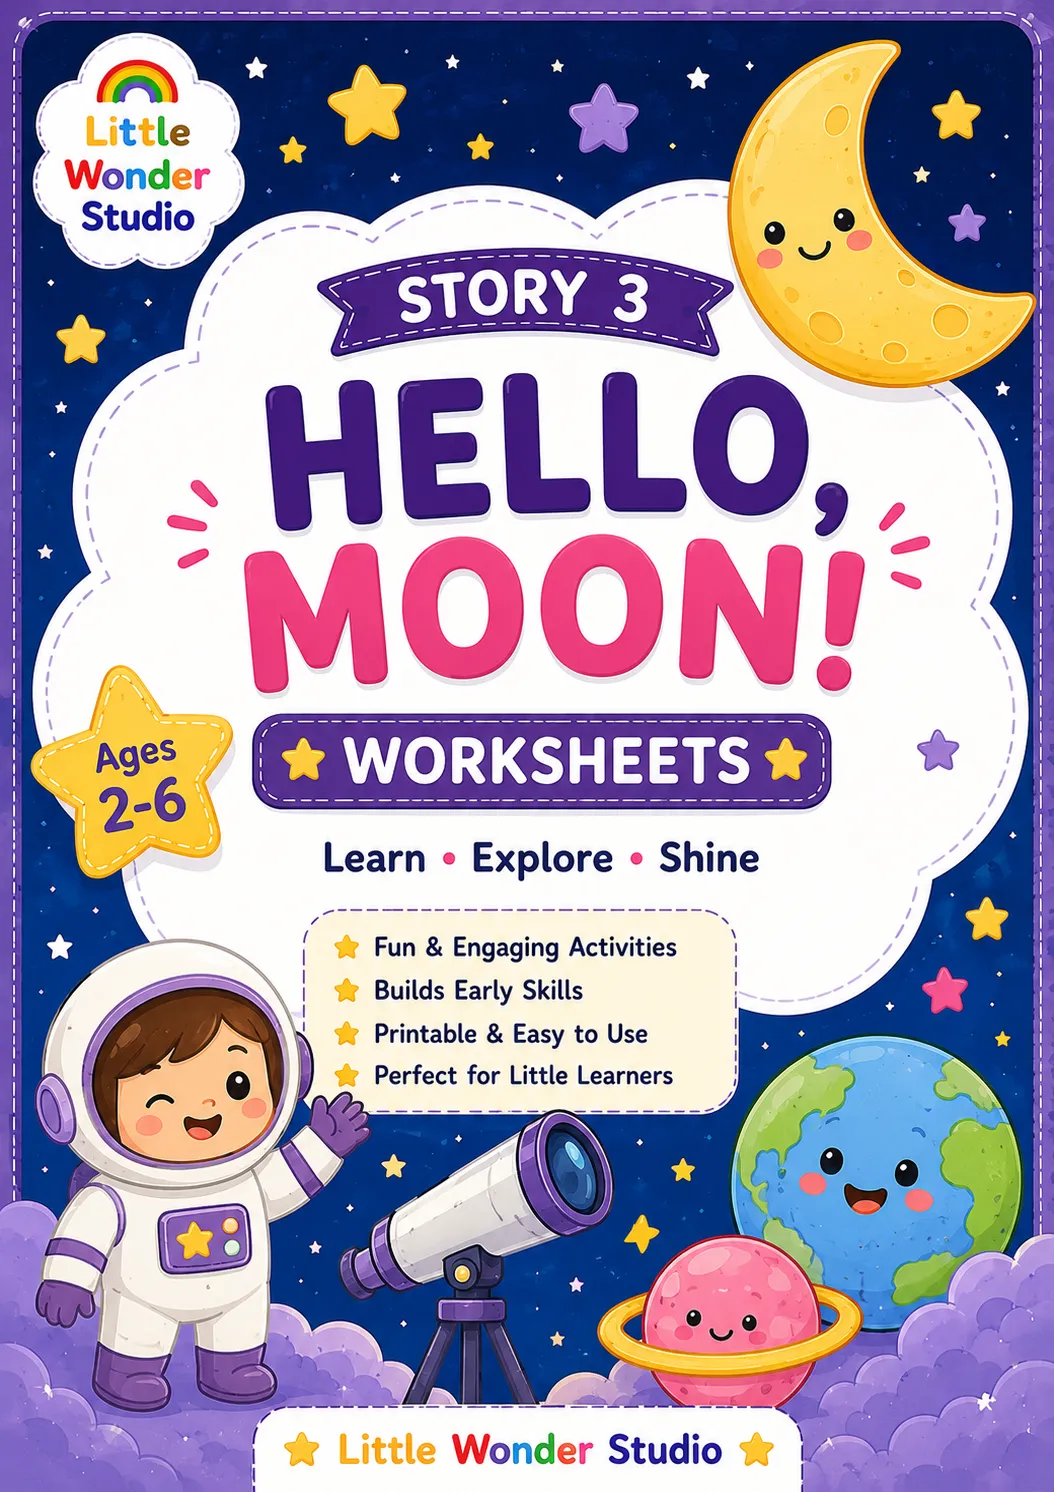 Little
Wonder
Studio
STORY 3
HELLO,
MOON!
WORKSHEETS
Ages
2-6
Learn • Explore • Shine
Fun & Engaging Activities
Builds Early Skills
Printable & Easy to Use
Perfect for Little Learners
Little Wonder Studio